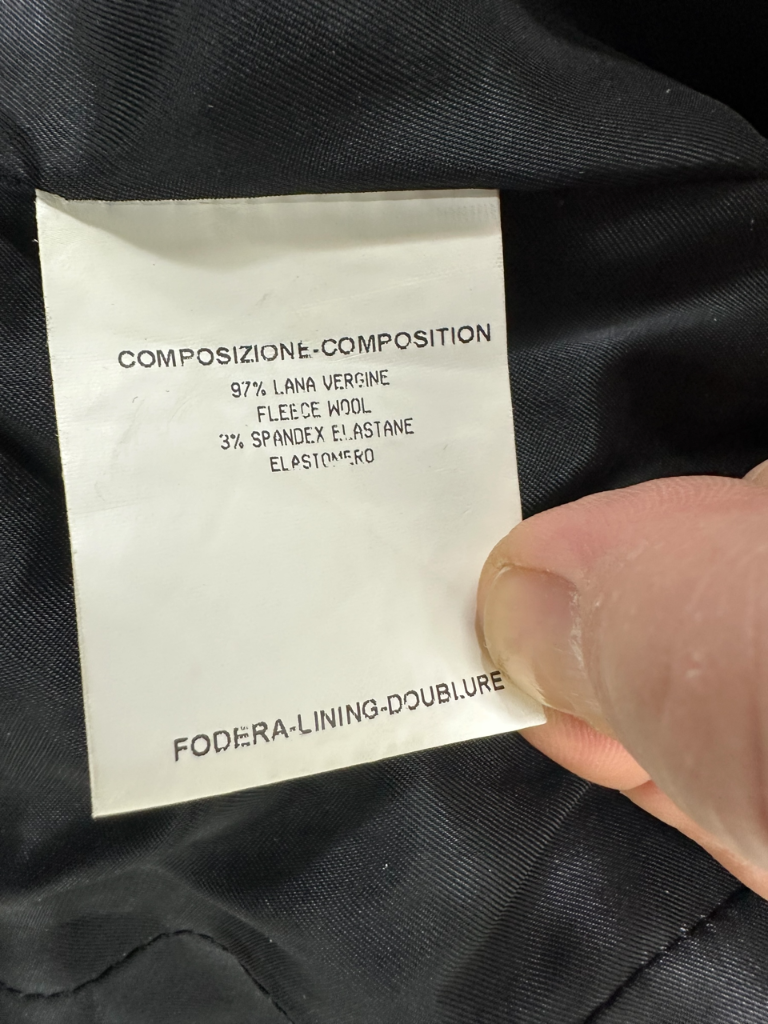 COMPOSIZIONE-COMPOSITION
97% LANA VERGINE
FLEECE WOOL
3% SPANDEX ELASTANE
ELASTOMERO
FODERA-LINING-DOUBLURE